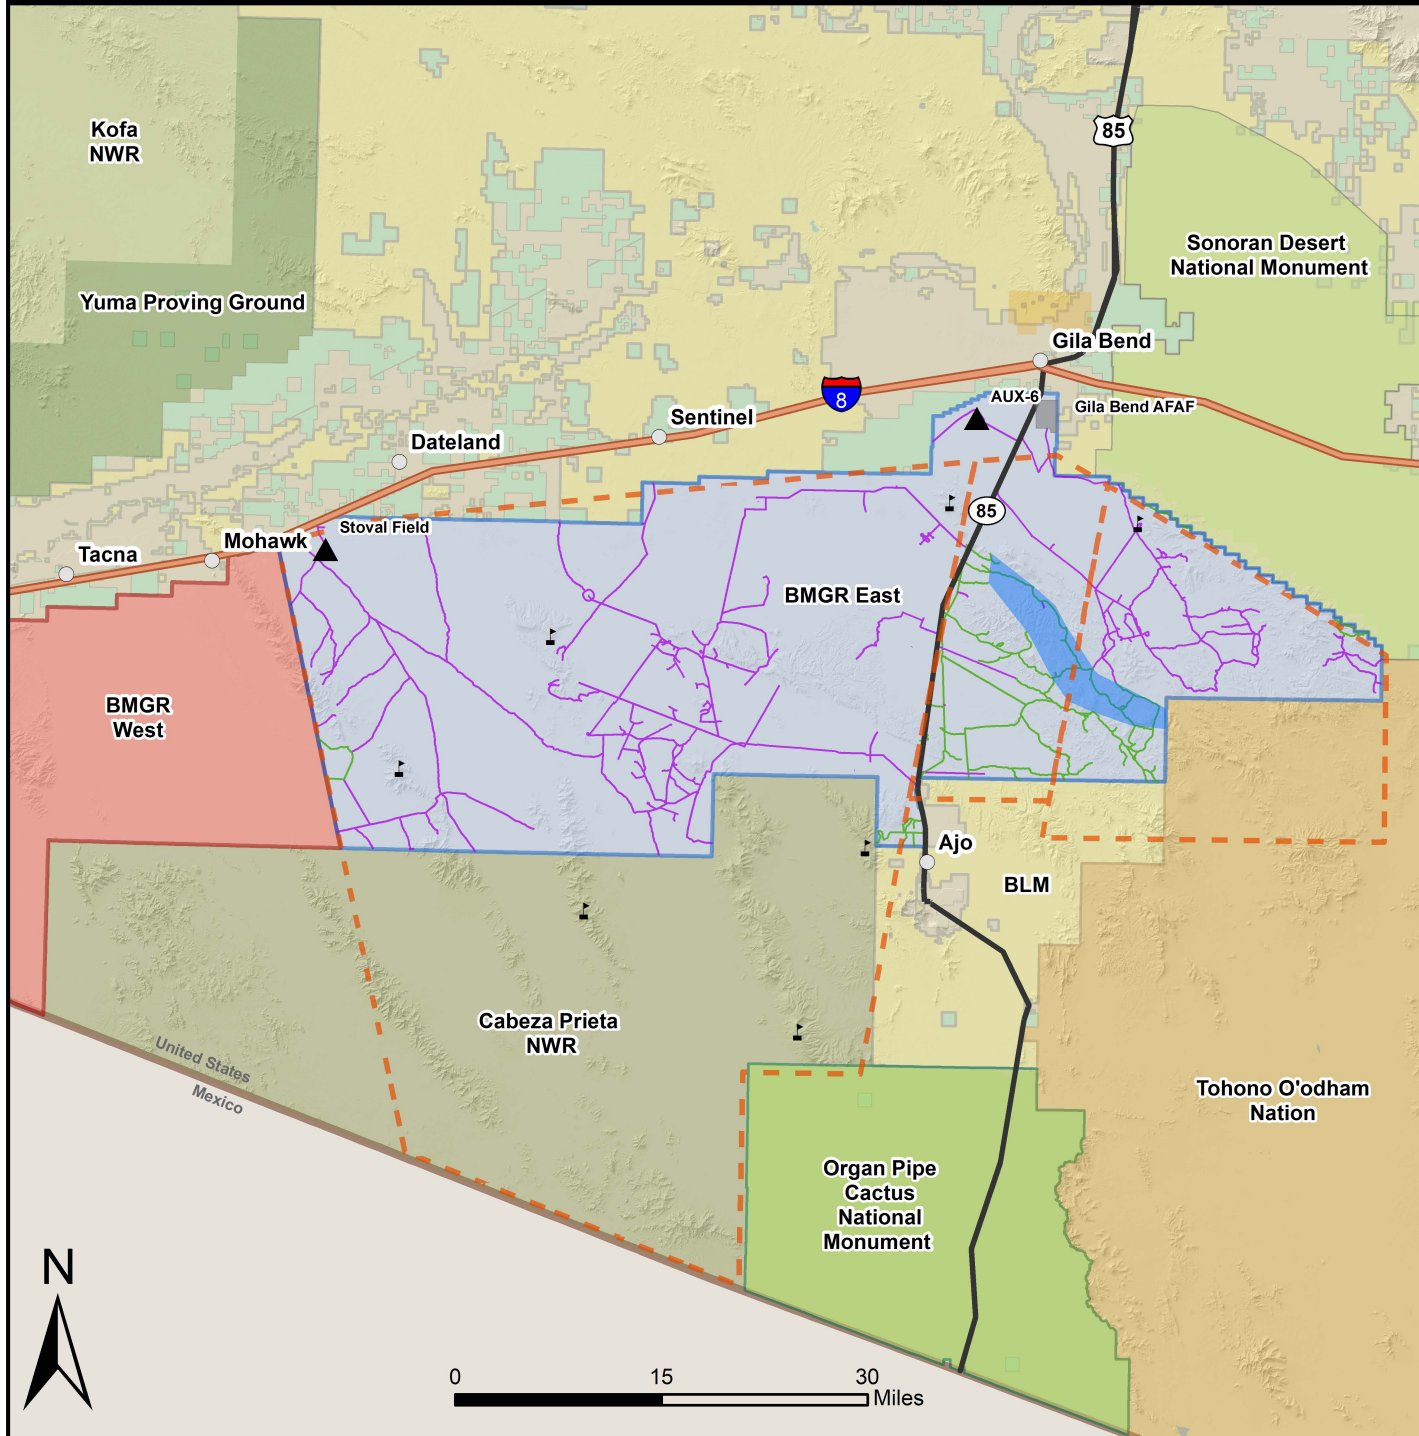 Kofa
NWR
85
Sonoran Desert
National Monument
Yuma Proving Ground
Gila Bend
8
AUX-6
Gila Bend AFAF
Sentinel
Dateland
85
Stoval Field
Mohawk
Tacna
BMGR East
BMGR
West
Ajo
BLM
Cabeza Prieta
NWR
United States
Mexico
Tohono O'odham
Nation
Organ Pipe
Cactus
National
Monument
N
0 15 30
Miles